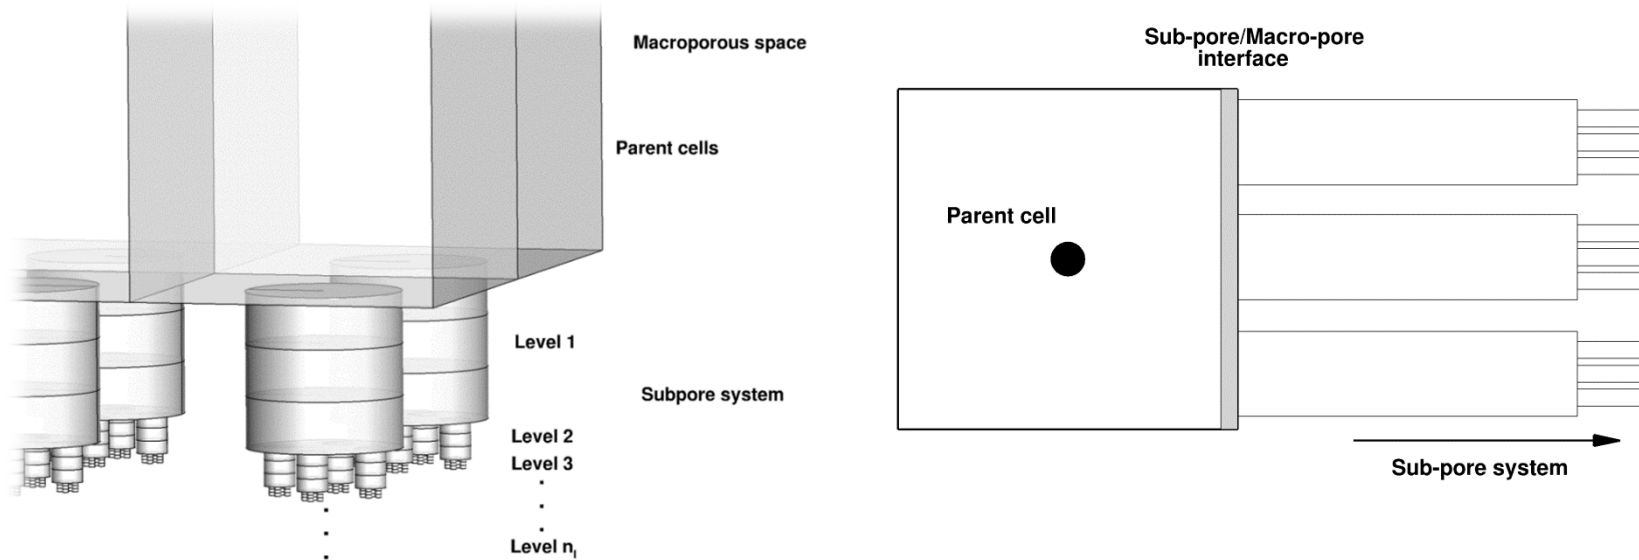 Macroporous space
Parent cells
Level 1
Subpore system
Level 2
Level 3
Level nl
Sub-pore/Macro-pore
interface
Parent cell
Sub-pore system